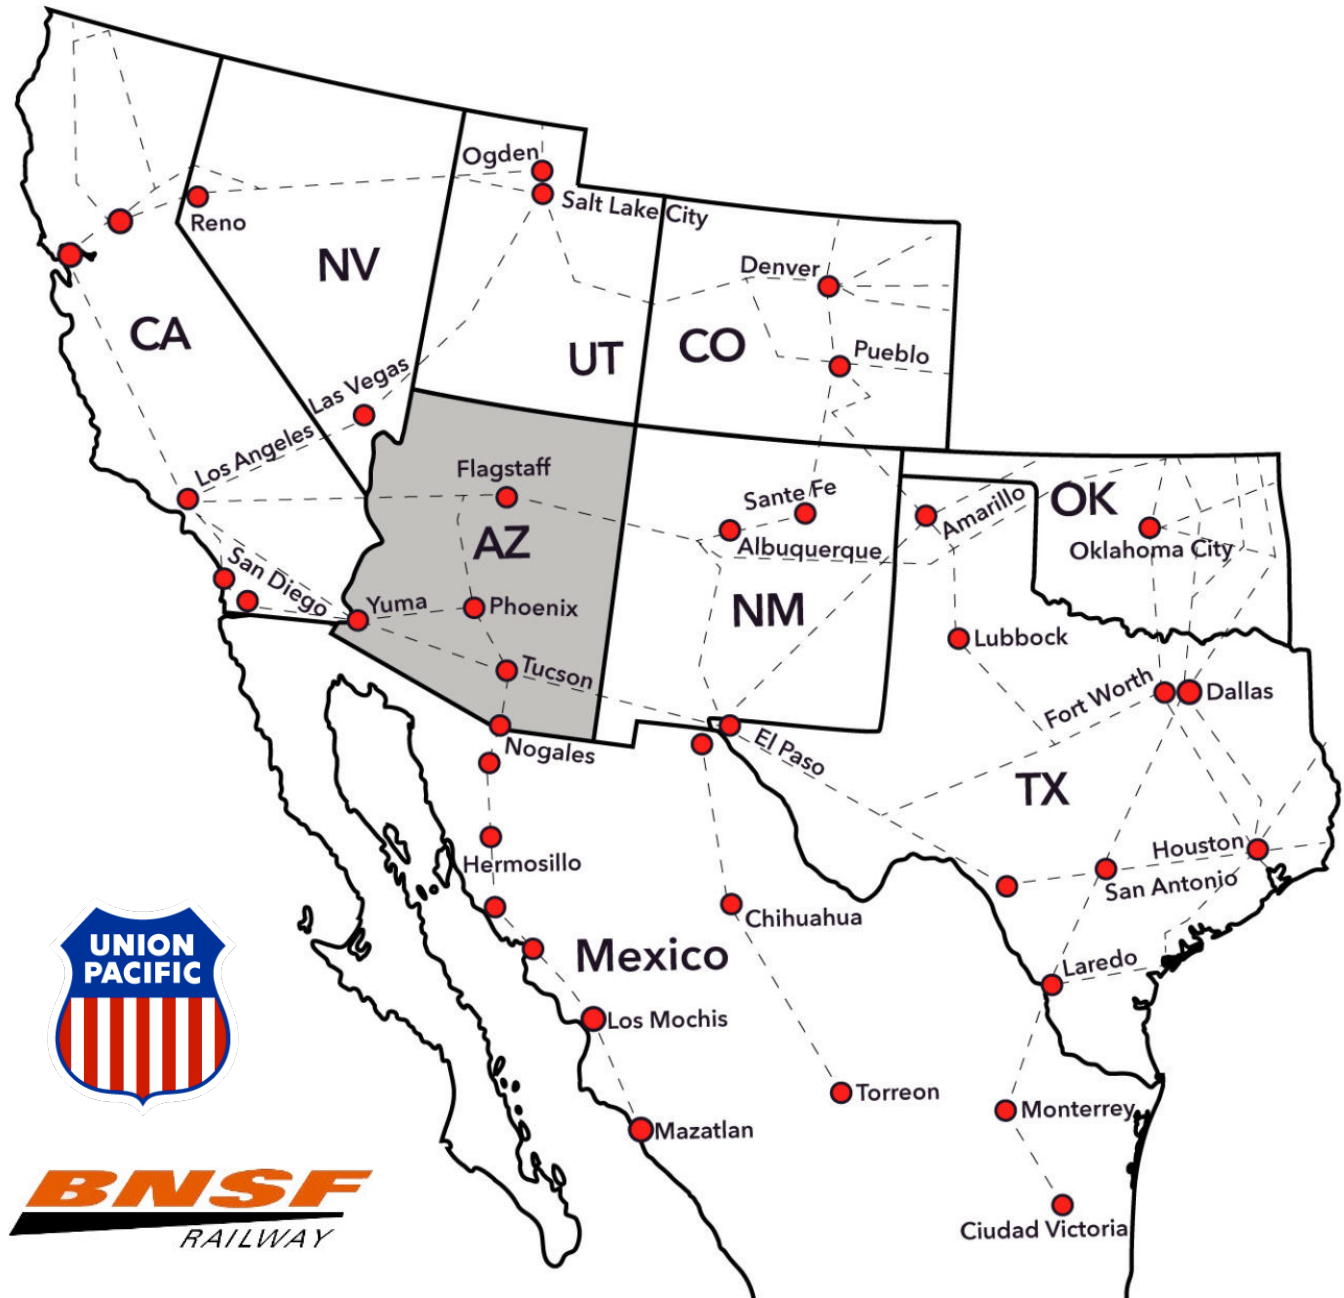 Ogden
Salt Lake City
Reno
NV
Denver
CA
UT
CO
Pueblo
Las Vegas
Los Angeles
Flagstaff
Sante Fe
Amarillo
OK
AZ
Albuquerque
Oklahoma City
San Diego
Yuma
Phoenix
NM
Lubbock
Tucson
Fort Worth
Dallas
Nogales
El Paso
TX
Houston
Hermosillo
San Antonio
Chihuahua
Mexico
Laredo
UNION
PACIFIC
Los Mochis
Torreon
Monterrey
Mazatlan
BNSF
RAILWAY
Ciudad Victoria